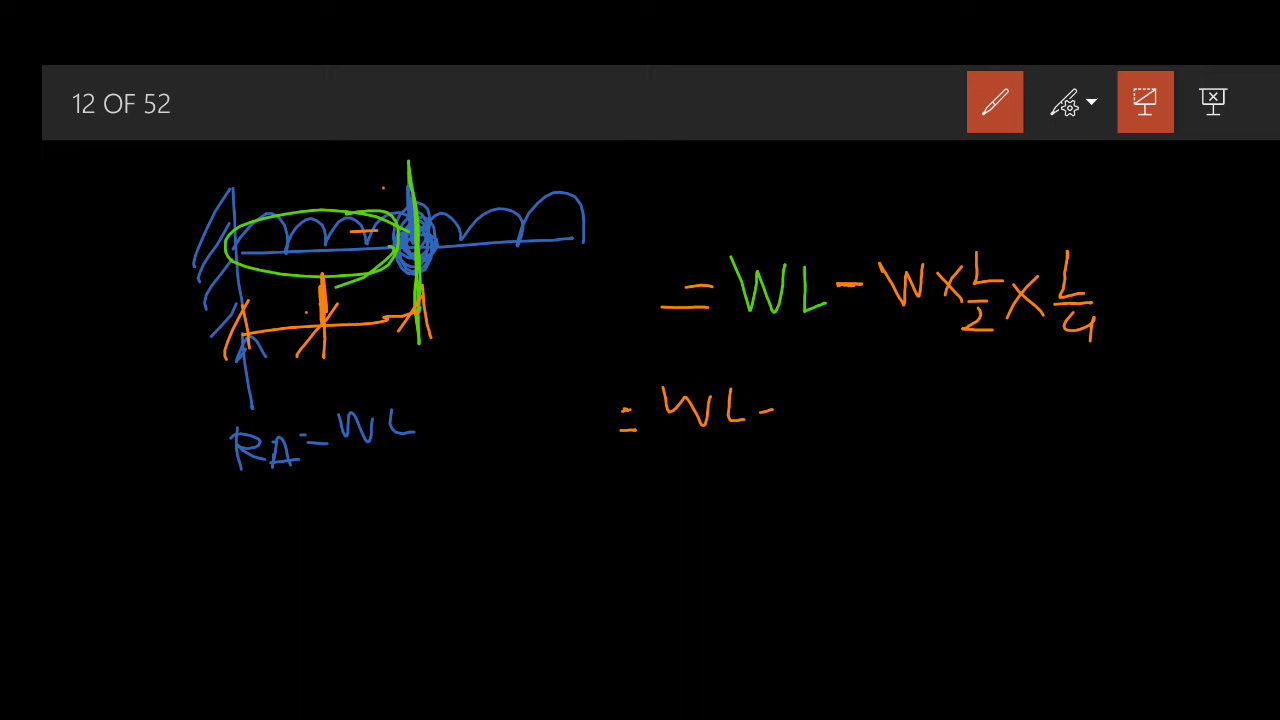 12 OF 52
= WL - W × L/2 × L/4
= WL -
RA = WL